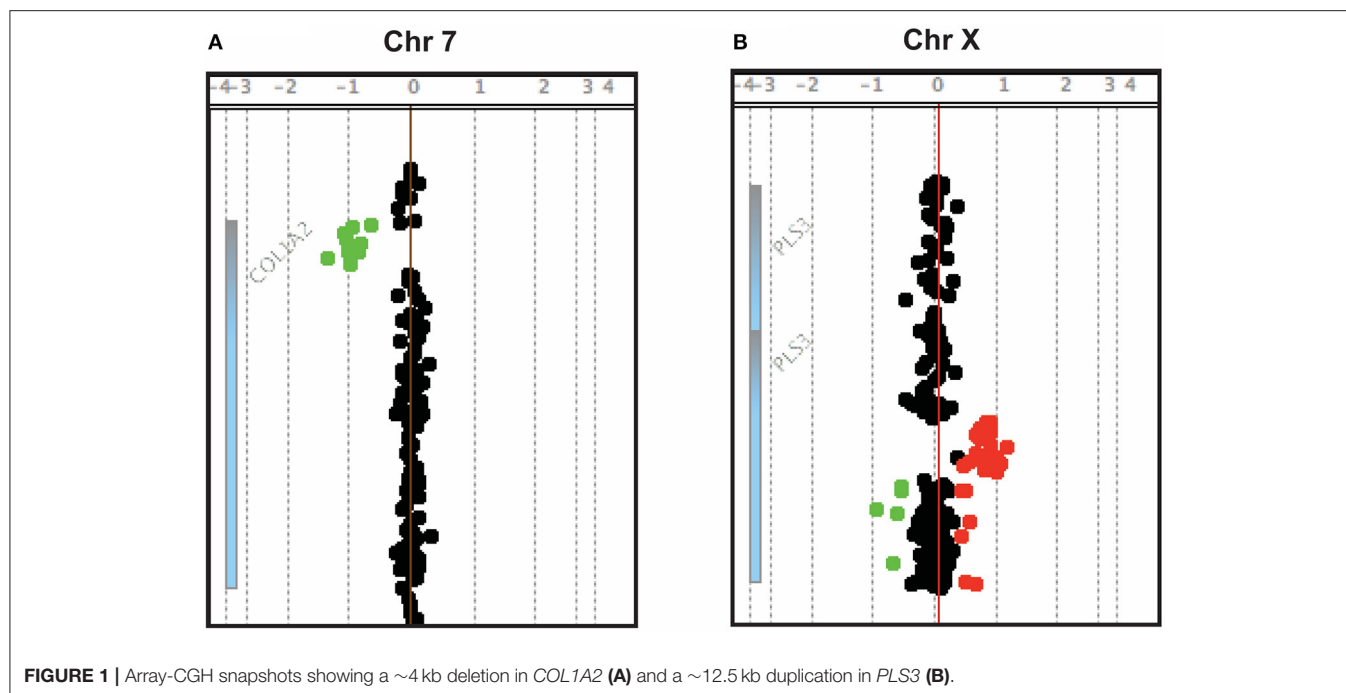 A
Chr 7
-4-3 -2 -1 0 1 2 3 4
COL1A2
B
Chr X
-4-3 -2 -1 0 1 2 3 4
PLS3
PLS3
FIGURE 1 | Array-CGH snapshots showing a ∼4 kb deletion in COL1A2 (A) and a ∼12.5 kb duplication in PLS3 (B).